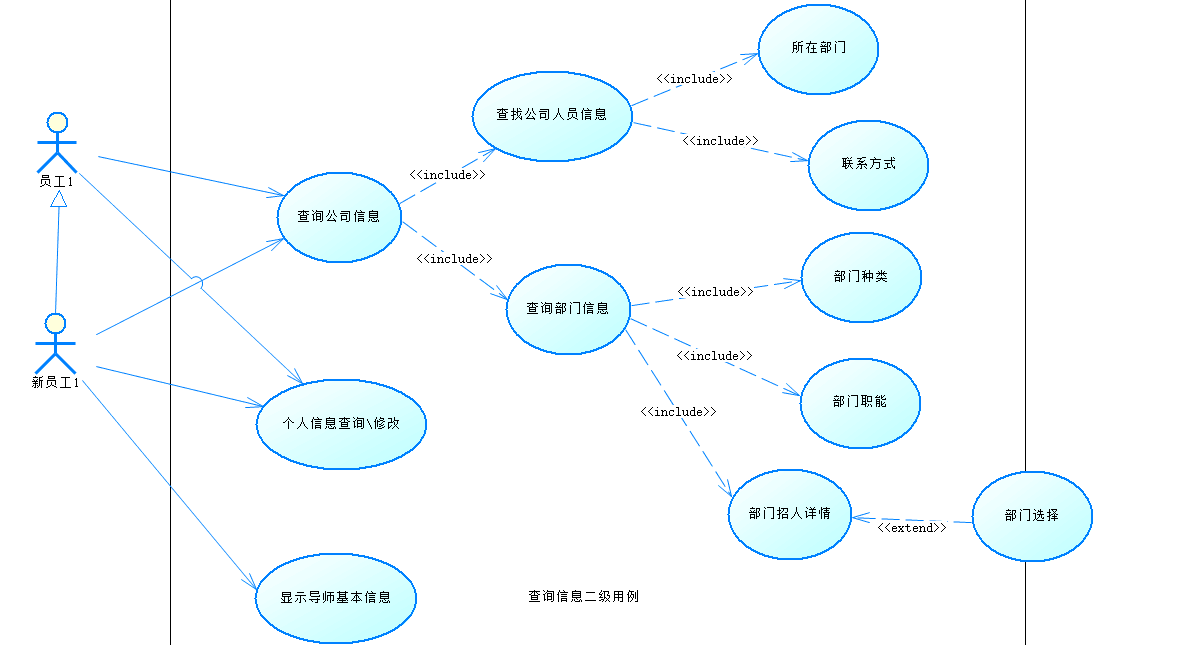 所在部门
<<include>>
查找公司人员信息
<<include>>
联系方式
员工1
<<include>>
查询公司信息
<<include>>
部门种类
<<include>>
查询部门信息
<<include>>
新员工1
部门职能
<<include>>
个人信息查询\修改
部门招人详情
<<extend>>
部门选择
显示导师基本信息
查询信息二级用例